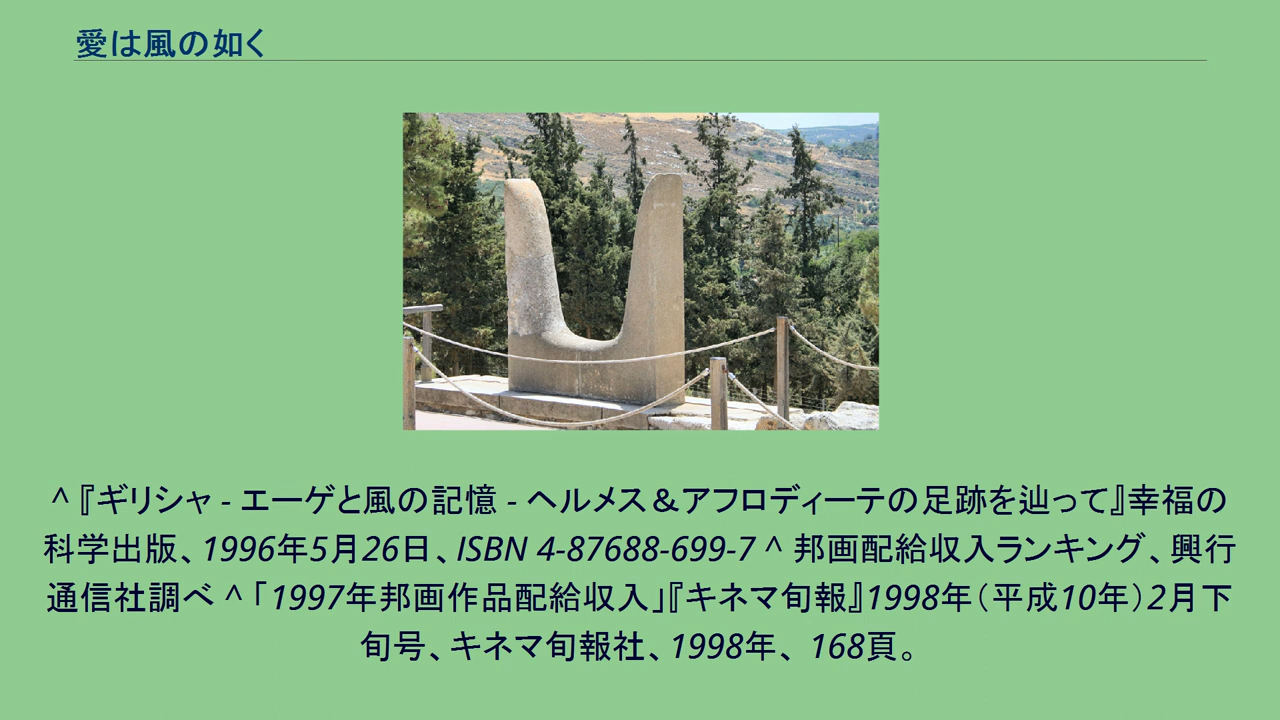 愛は風の如く
^『ギリシャ - エーゲと風の記憶 - ヘルメス＆アフロディーテの足跡を辿って』幸福の
科学出版、1996年5月26日、ISBN 4-87688-699-7 ^ 邦画配給収入ランキング、興行
通信社調べ ^「1997年邦画作品配給収入」『キネマ旬報』1998年（平成10年）2月下
旬号、キネマ旬報社、1998年、 168頁。